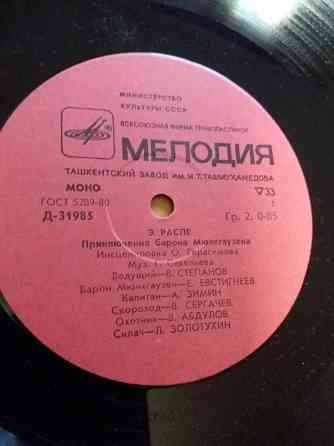 МИНИСТЕРСТВО
КУЛЬТУРЫ СССР
ВСЕСОЮЗНАЯ ФИРМА ГРАМПЛАСТИНОК
МЕЛОДИЯ
ТАШКЕНТСКИЙ ЗАВОД ИМ. М.Т. ТАШМУХАМЕДОВА
МОНО
33
ГОСТ 5289-80
1
Д-31985
Гр. 2. 0-85
Э. РАСПЕ
Приключения барона Мюнхгаузена
Инсценировка О. Герасимова
Муз.
Ведущий—В. СТЕПАНОВ
Барон Мюнхгаузен—Е. ЕВСТИГНЕЕВ
Капитан—А. ЗИМИН
Скороход—В. СЕРГАЧЕВ
Охотник—В. АБДУЛОВ
Силач—Л. ЗОЛОТУХИН